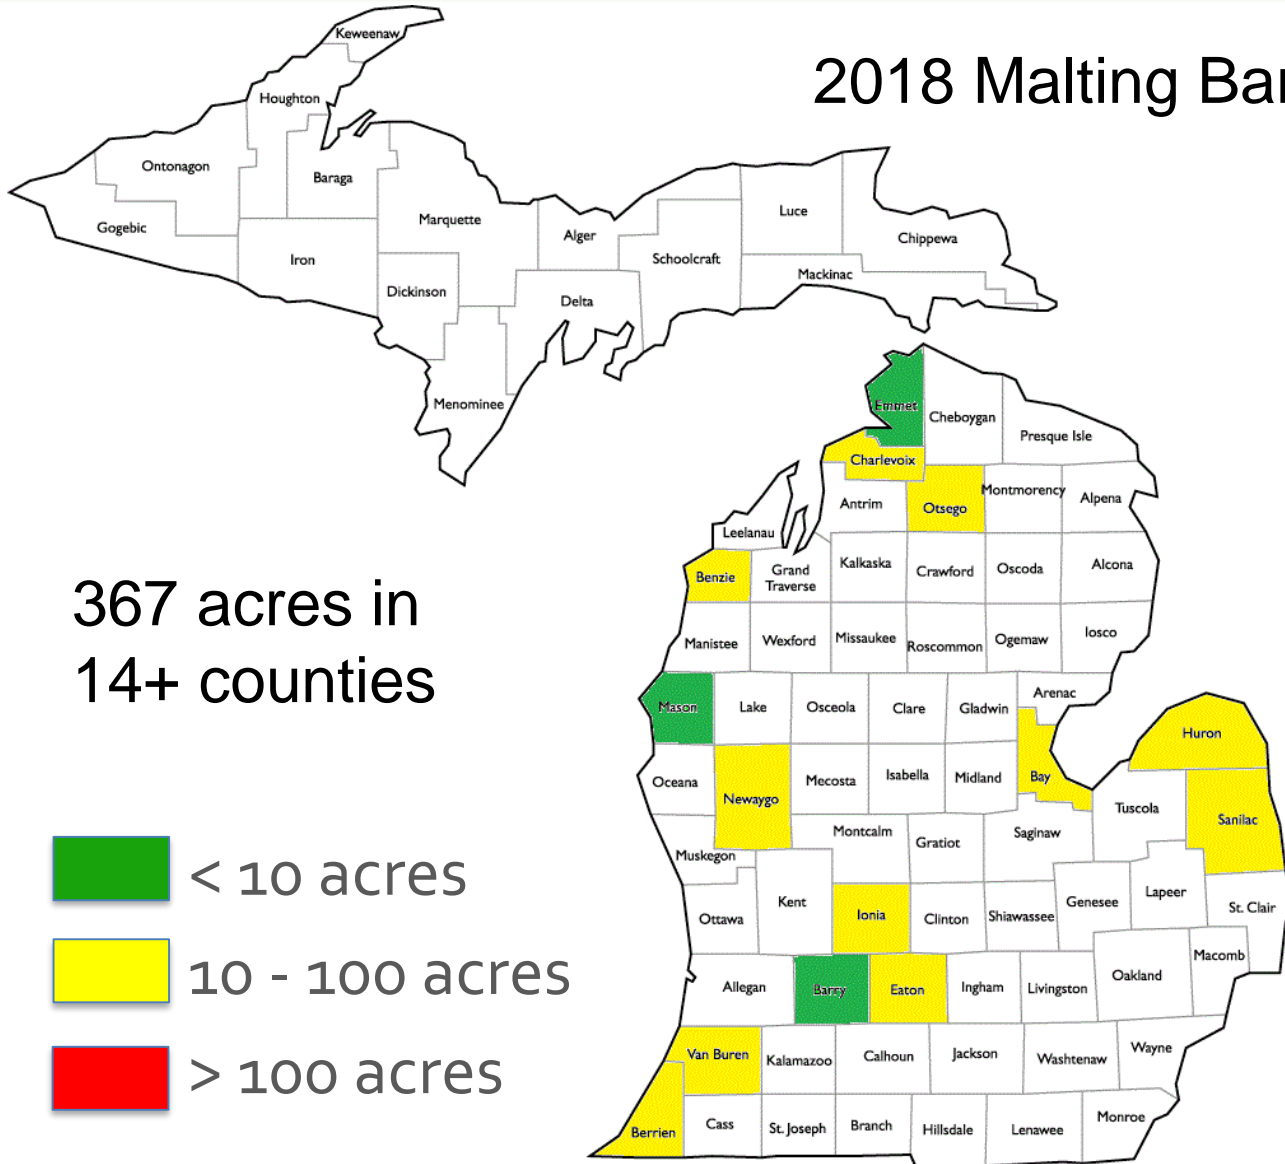 Keweenaw
2018 Malting Bar
Houghton
Ontonagon
Baraga
Gogebic
Marquette
Alger
Luce
Chippewa
Iron
Schoolcraft
Mackinac
Dickinson
Delta
Menominee
Emmet
Cheboygan
Presque Isle
Charlevoix
Antrim
Otsego
Montmorency
Alpena
Leelanau
Benzie
Grand
Traverse
Kalkaska
Crawford
Oscoda
Alcona
367 acres in
14+ counties
Manistee
Wexford
Missaukee
Roscommon
Ogemaw
Iosco
Mason
Lake
Osceola
Clare
Gladwin
Arenac
Huron
Oceana
Newaygo
Mecosta
Isabella
Midland
Bay
Tuscola
Sanilac
Muskegon
Montcalm
Gratiot
Saginaw
< 10 acres
Ottawa
Kent
Ionia
Clinton
Shiawassee
Genesee
Lapeer
St. Clair
10 - 100 acres
Allegan
Barry
Eaton
Ingham
Livingston
Oakland
Macomb
> 100 acres
Van Buren
Kalamazoo
Calhoun
Jackson
Washtenaw
Wayne
Berrien
Cass
St. Joseph
Branch
Hillsdale
Lenawee
Monroe